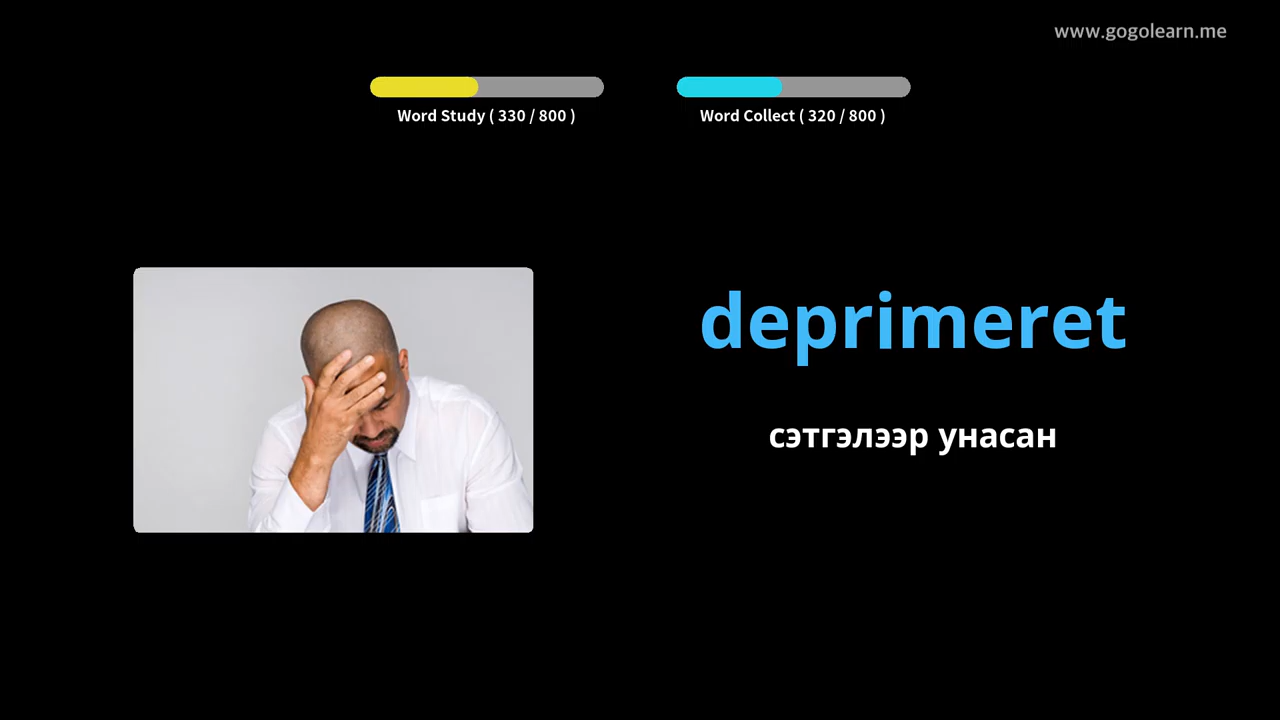 www.gogolearn.me
Word Study ( 330 / 800 )
Word Collect ( 320 / 800 )
deprimeret
сэтгэлээр унасан